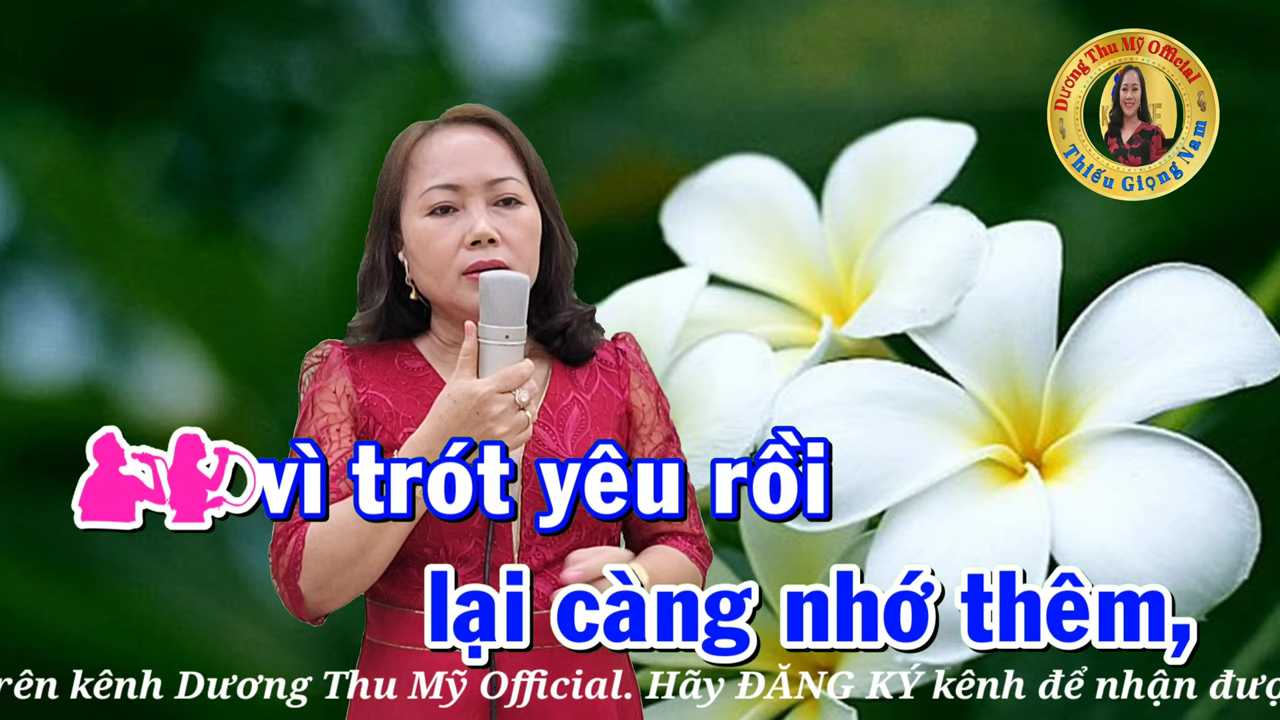 Dương Thu Mỹ Official
Thiếu Giọng Nam
vì trót yêu rồi
lại càng nhớ thêm,
rên kênh Dương Thu Mỹ Official. Hãy ĐĂNG KÝ kênh để nhận đượ